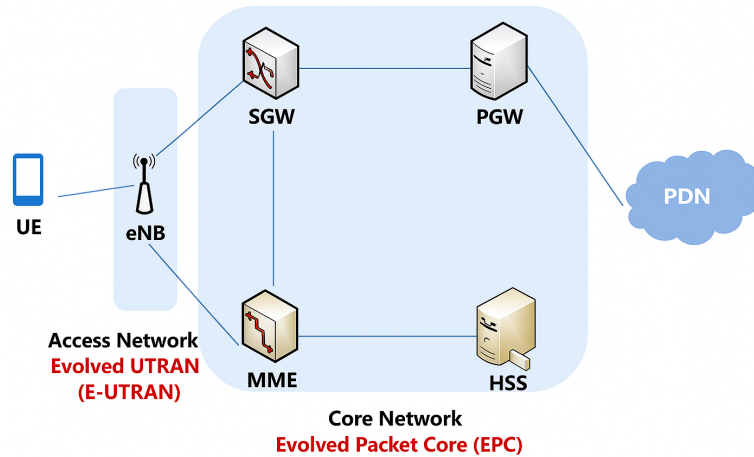 SGW
PGW
PDN
UE
eNB
Access Network
Evolved UTRAN
(E-UTRAN)
MME
HSS
Core Network
Evolved Packet Core (EPC)